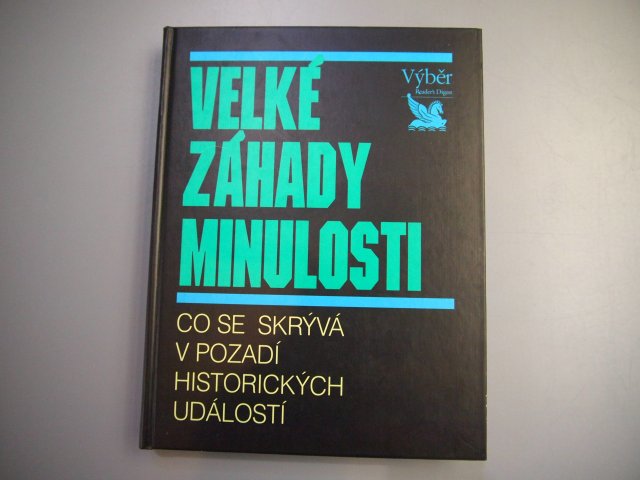 VELKÉ
ZÁHADY
MINULOSTI
Výběr
Reader's Digest
CO SE SKRÝVÁ
V POZADÍ
HISTORICKÝCH
UDÁLOSTÍ